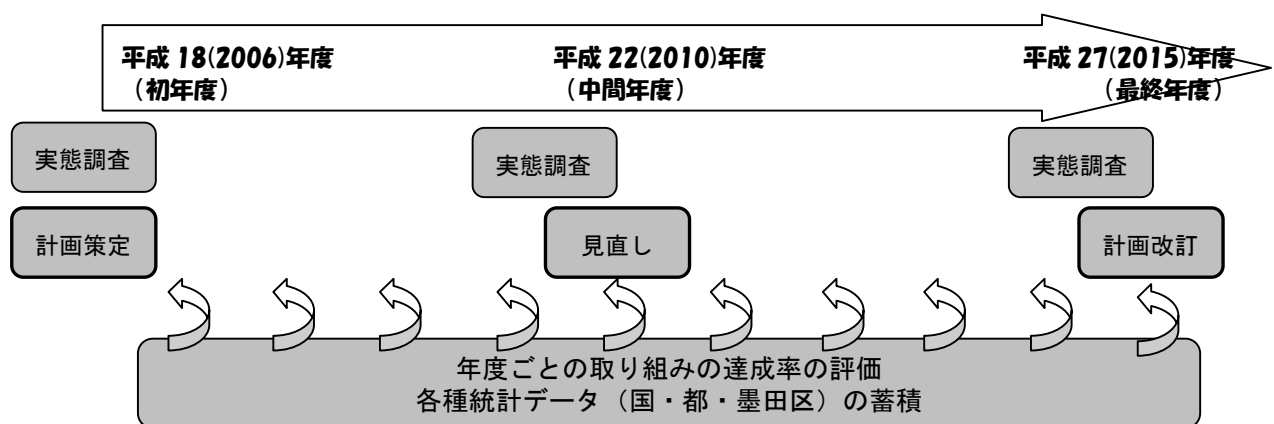 平成 18(2006)年度
(初年度)
平成 22(2010)年度
(中間年度)
平成 27(2015)年度
(最終年度)
実態調査
実態調査
実態調査
計画策定
見直し
計画改訂
年度ごとの取り組みの達成率の評価
各種統計データ(国・都・墨田区)の蓄積